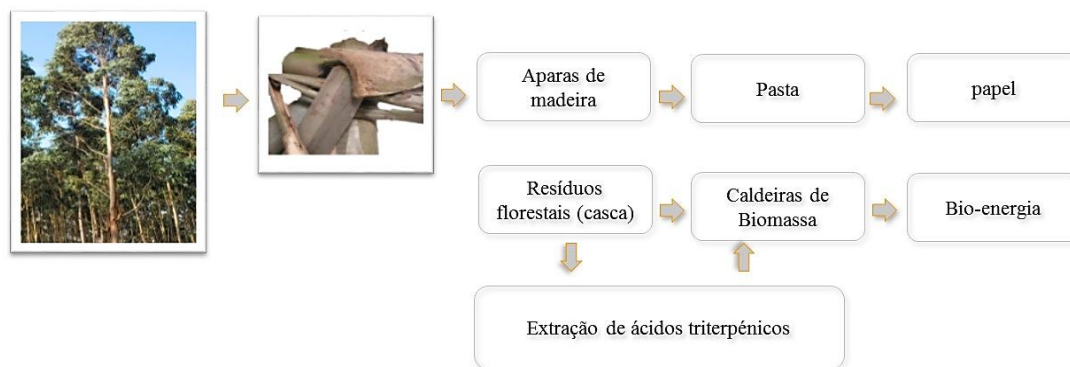 Aparas de
madeira
Pasta
papel
Resíduos
florestais (casca)
Caldeiras de
Biomassa
Bio-energia
Extração de ácidos triterpénicos